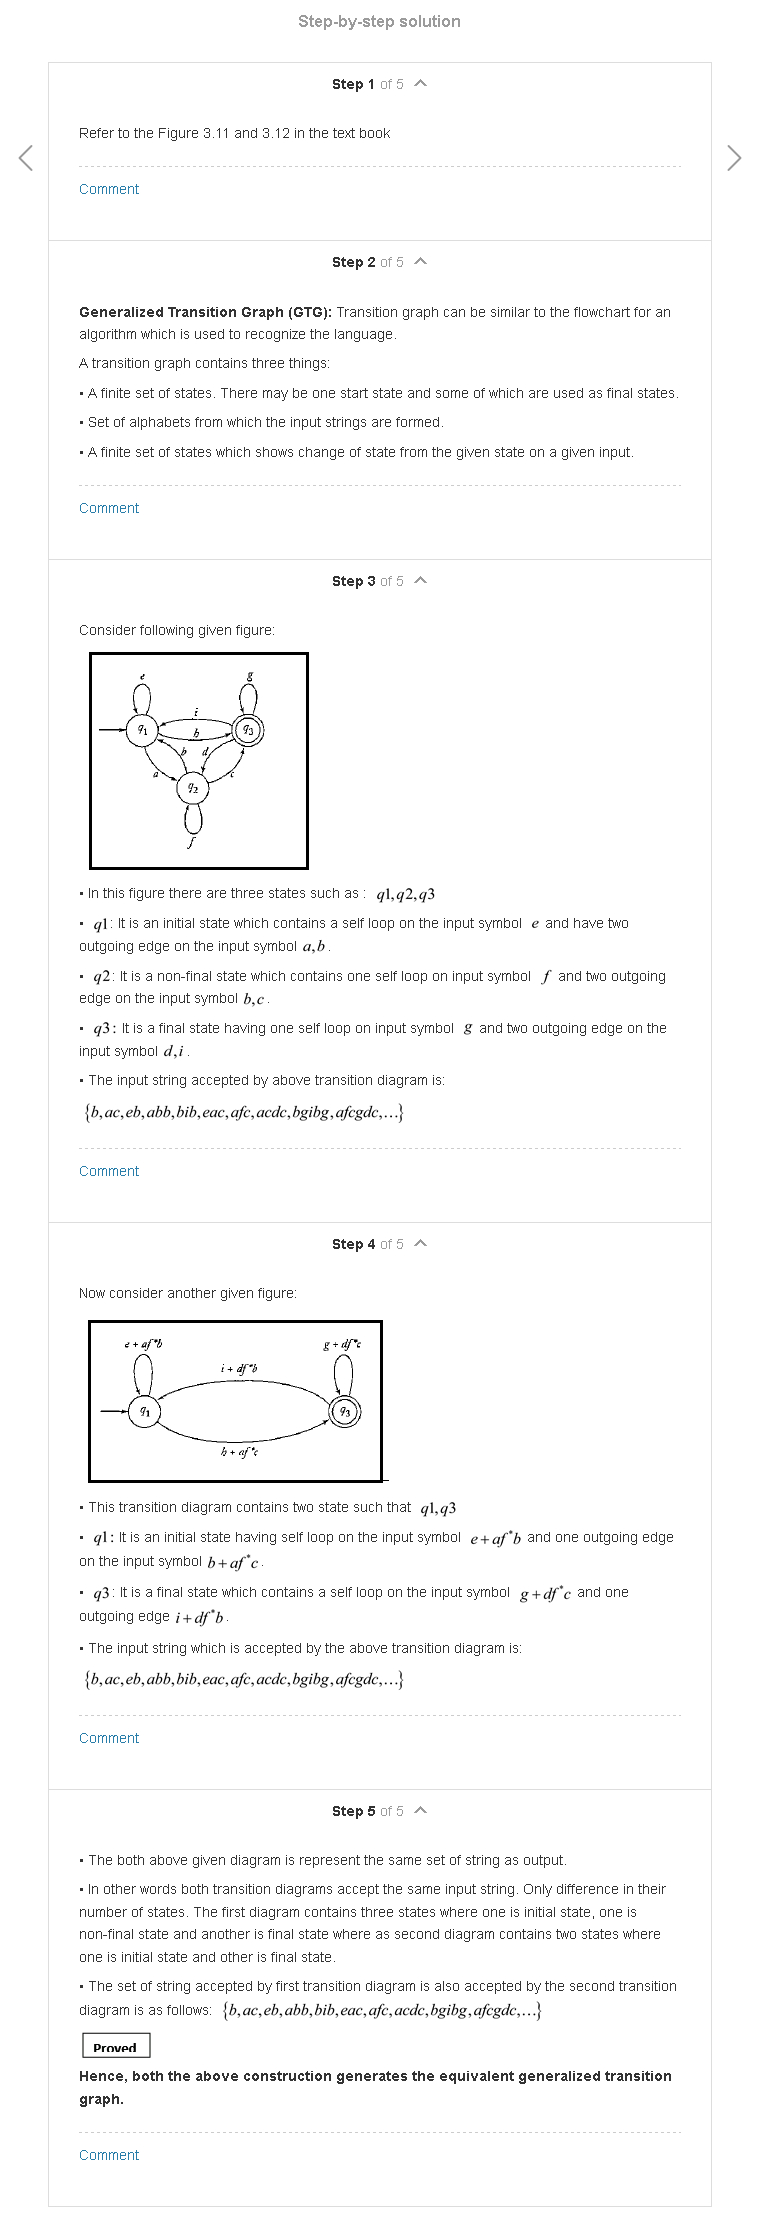 Step-by-step solution
Step 1 of 5
Refer to the Figure 3.11 and 3.12 in the text book
Comment
Step 2 of 5
Generalized Transition Graph (GTG): Transition graph can be similar to the flowchart for an
algorithm which is used to recognize the language.
A transition graph contains three things:
• A finite set of states. There may be one start state and some of which are used as final states.
• Set of alphabets from which the input strings are formed.
• A finite set of states which shows change of state from the given state on a given input.
Comment
Step 3 of 5
Consider following given figure:
e g
i
q1 h q3
b d
a c
q2
f
• In this figure there are three states such as : q1,q2,q3
• q1: It is an initial state which contains a self loop on the input symbol e and have two
outgoing edge on the input symbol a,b.
• q2: It is a non-final state which contains one self loop on input symbol f and two outgoing
edge on the input symbol b,c.
• q3: It is a final state having one self loop on input symbol g and two outgoing edge on the
input symbol d,i.
• The input string accepted by above transition diagram is:
{b,ac,eb,abb,bib,eac,afc,acdc,bgibg,afcgdc,...}
Comment
Step 4 of 5
Now consider another given figure:
e + af*b g + df*c
i + df*b
q1 q3
h + af*c
• This transition diagram contains two state such that q1,q3
• q1: It is an initial state having self loop on the input symbol e+af*b and one outgoing edge
on the input symbol b+af*c.
• q3: It is a final state which contains a self loop on the input symbol g+df*c and one
outgoing edge i+df*b.
• The input string which is accepted by the above transition diagram is:
{b,ac,eb,abb,bib,eac,afc,acdc,bgibg,afcgdc,...}
Comment
Step 5 of 5
• The both above given diagram is represent the same set of string as output.
• In other words both transition diagrams accept the same input string. Only difference in their
number of states. The first diagram contains three states where one is initial state, one is
non-final state and another is final state where as second diagram contains two states where
one is initial state and other is final state.
• The set of string accepted by first transition diagram is also accepted by the second transition
diagram is as follows: {b,ac,eb,abb,bib,eac,afc,acdc,bgibg,afcgdc,...}
Proved
Hence, both the above construction generates the equivalent generalized transition
graph.
Comment